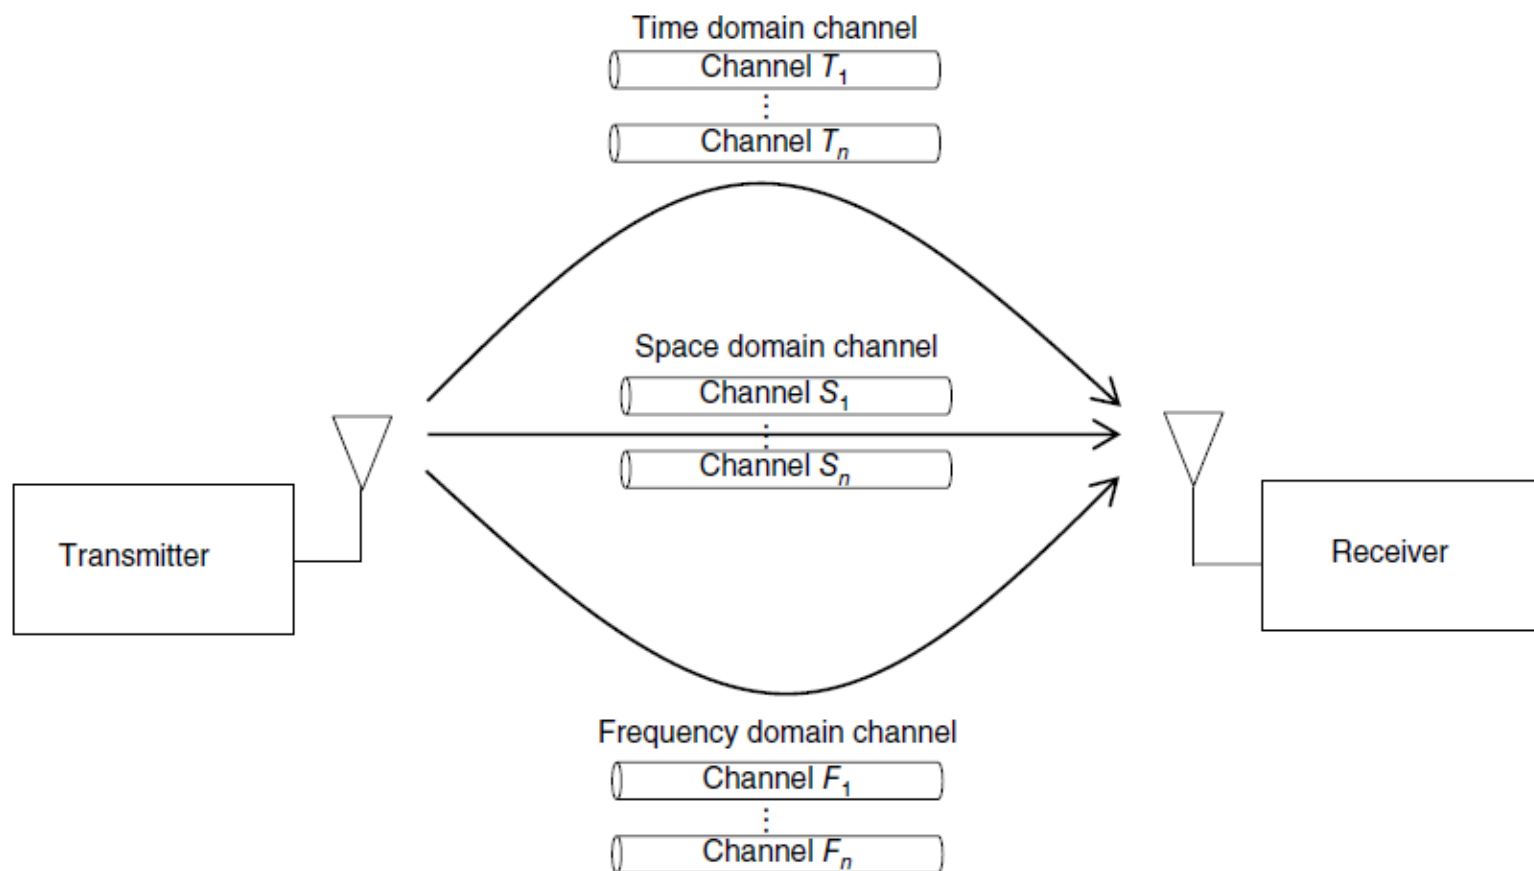 Time domain channel
Channel T1
Channel Tn
Space domain channel
Channel S1
Channel Sn
Transmitter
Receiver
Frequency domain channel
Channel F1
Channel Fn